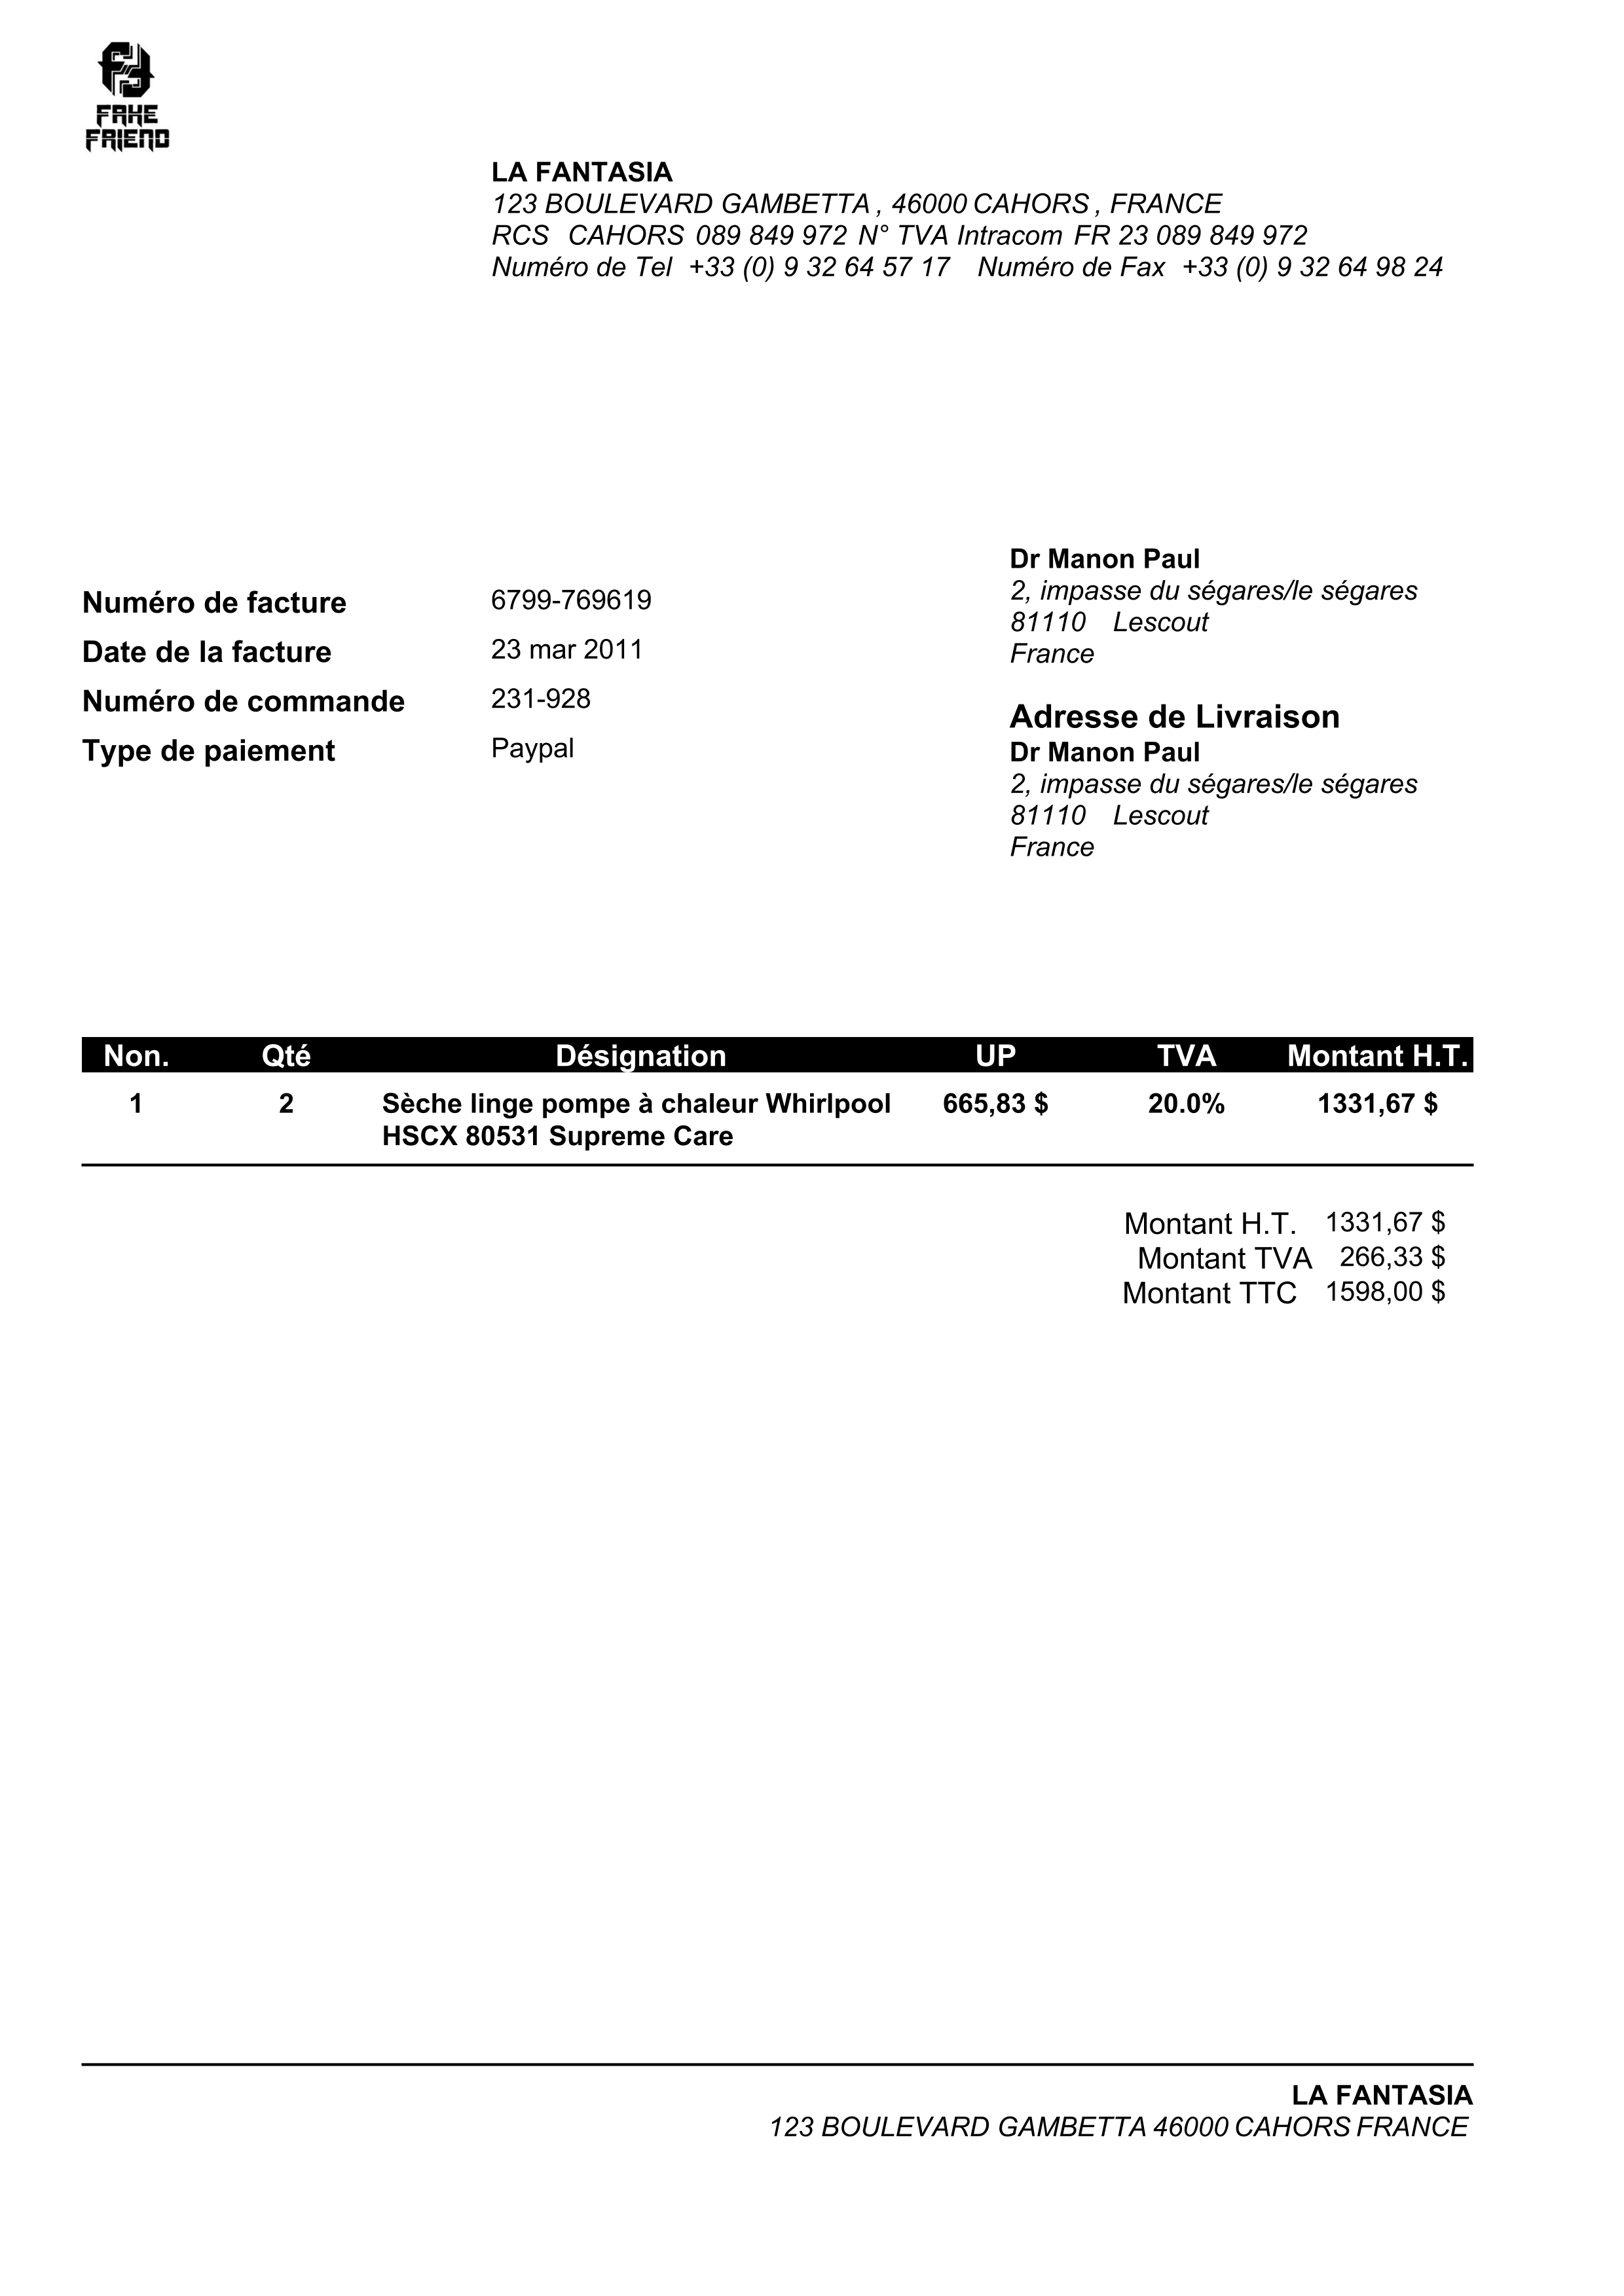 FAKE
FRIEND
LA FANTASIA
123 BOULEVARD GAMBETTA , 46000 CAHORS , FRANCE
RCS CAHORS 089 849 972 N° TVA Intracom FR 23 089 849 972
Numéro de Tel +33 (0) 9 32 64 57 17 Numéro de Fax +33 (0) 9 32 64 98 24
Numéro de facture 6799-769619
Date de la facture 23 mar 2011
Numéro de commande 231-928
Type de paiement Paypal
Dr Manon Paul
2, impasse du ségares/le ségares
81110 Lescout
France
Adresse de Livraison
Dr Manon Paul
2, impasse du ségares/le ségares
81110 Lescout
France
Non. Qté Désignation UP TVA Montant H.T.
1 2 Sèche linge pompe à chaleur Whirlpool 665,83 $ 20.0% 1331,67 $
HSCX 80531 Supreme Care
Montant H.T. 1331,67 $
Montant TVA 266,33 $
Montant TTC 1598,00 $
LA FANTASIA
123 BOULEVARD GAMBETTA 46000 CAHORS FRANCE